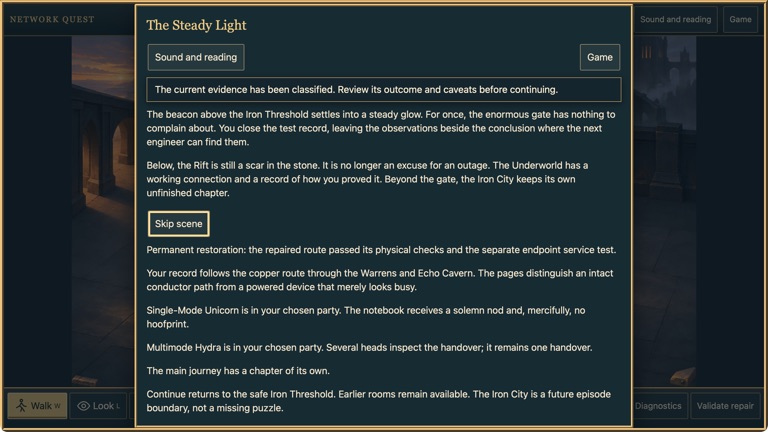 NETWORK QUEST
Sound and reading
Game
The Steady Light
Sound and reading
Game
The current evidence has been classified. Review its outcome and caveats before continuing.
The beacon above the Iron Threshold settles into a steady glow. For once, the enormous gate has nothing to
complain about. You close the test record, leaving the observations beside the conclusion where the next
engineer can find them.
Below, the Rift is still a scar in the stone. It is no longer an excuse for an outage. The Underworld has a
working connection and a record of how you proved it. Beyond the gate, the Iron City keeps its own
unfinished chapter.
Skip scene
Permanent restoration: the repaired route passed its physical checks and the separate endpoint service test.
Your record follows the copper route through the Warrens and Echo Cavern. The pages distinguish an intact
conductor path from a powered device that merely looks busy.
Single-Mode Unicorn is in your chosen party. The notebook receives a solemn nod and, mercifully, no
hoofprint.
Multimode Hydra is in your chosen party. Several heads inspect the handover; it remains one handover.
The main journey has a chapter of its own.
Continue returns to the safe Iron Threshold. Earlier rooms remain available. The Iron City is a future episode
boundary, not a missing puzzle.
Walk W
Look L
Diagnostics
Validate repair